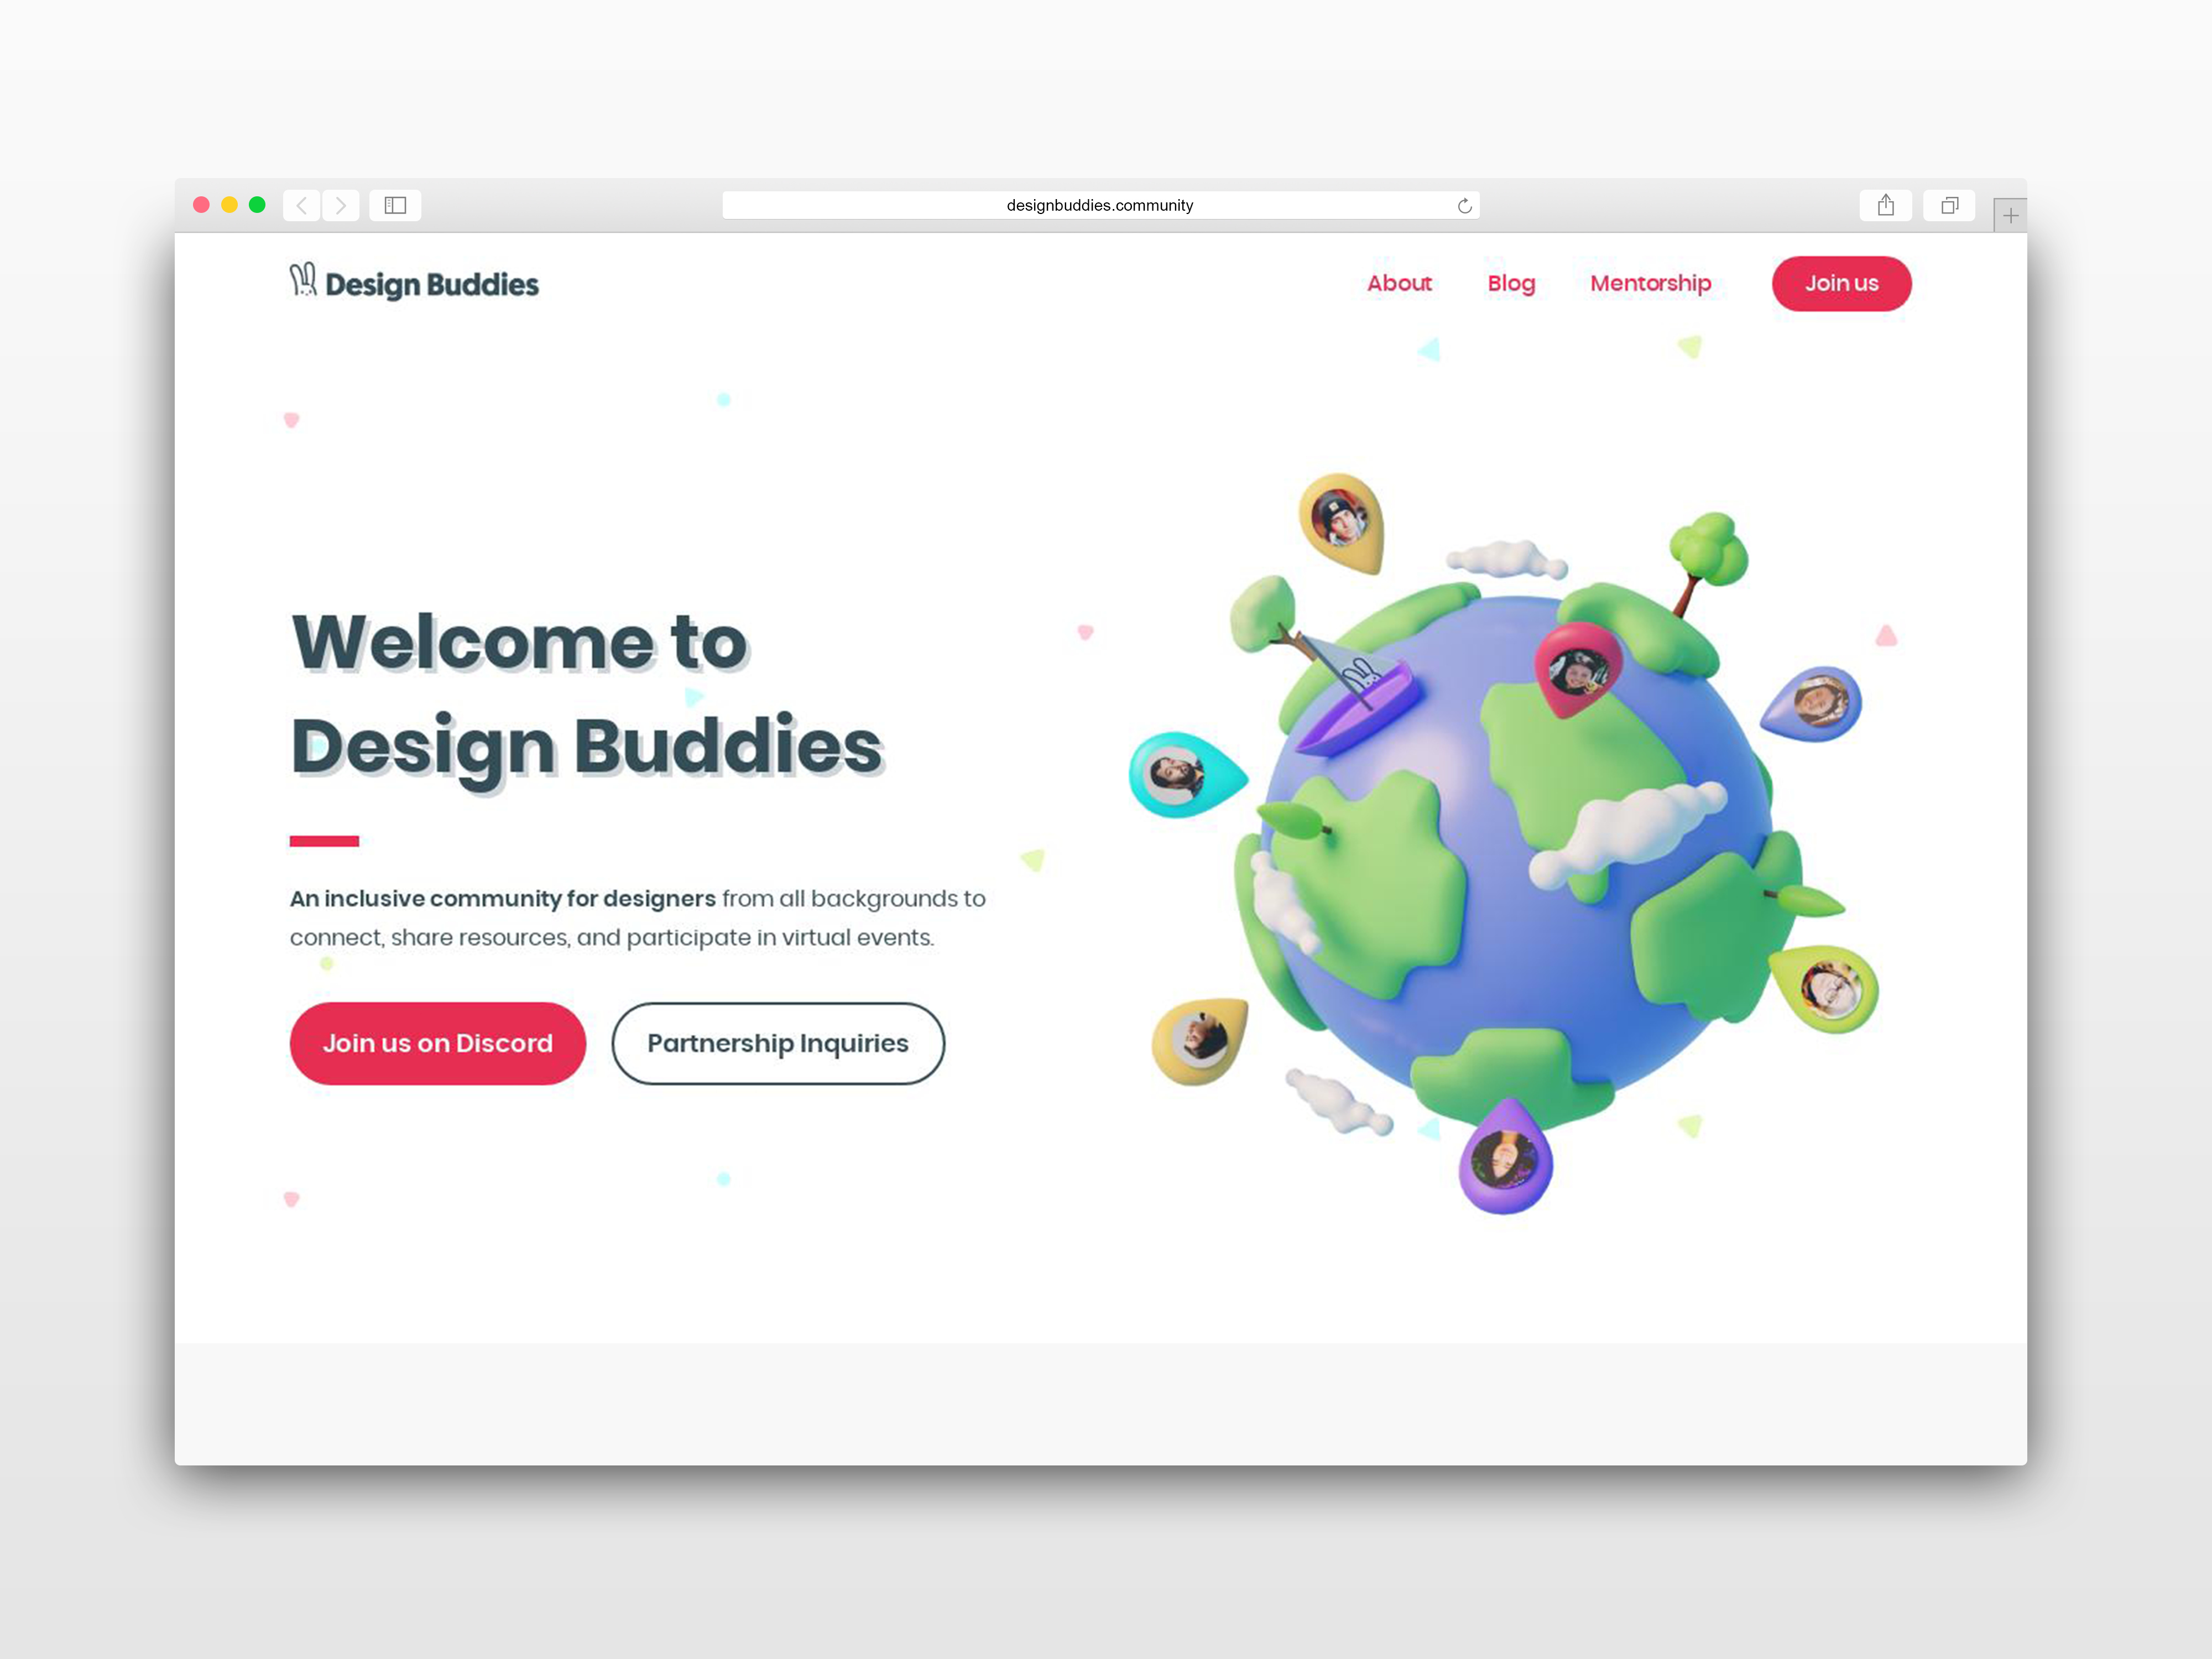 designbuddies.community
Design Buddies
About
Blog
Mentorship
Join us
Welcome to
Design Buddies
An inclusive community for designers from all backgrounds to
connect, share resources, and participate in virtual events.
Join us on Discord
Partnership Inquiries